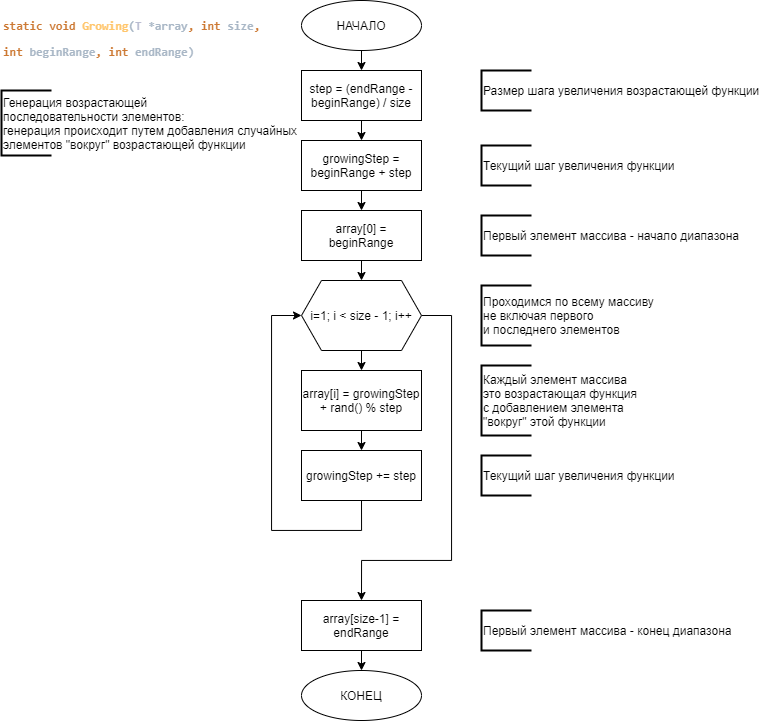 static void Growing(T *array, int size,
int beginRange, int endRange)
Генерация возрастающей
последовательности элементов:
генерация происходит путем добавления случайных
элементов "вокруг" возрастающей функции
НАЧАЛО
step = (endRange -
beginRange) / size
Размер шага увеличения возрастающей функции
growingStep =
beginRange + step
Текущий шаг увеличения функции
array[0] =
beginRange
Первый элемент массива - начало диапазона
i=1; i < size - 1; i++
Проходимся по всему массиву
не включая первого
и последнего элементов
array[i] = growingStep
+ rand() % step
Каждый элемент массива
это возрастающая функция
с добавлением элемента
"вокруг" этой функции
growingStep += step
Текущий шаг увеличения функции
array[size-1] =
endRange
Первый элемент массива - конец диапазона
КОНЕЦ